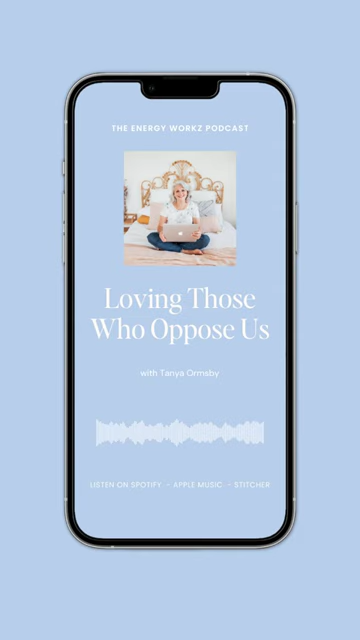 THE ENERGY WORKZ PODCAST
Loving Those
Who Oppose Us
with Tanya Ormsby
LISTEN ON SPOTIFY - APPLE MUSIC - STITCHER